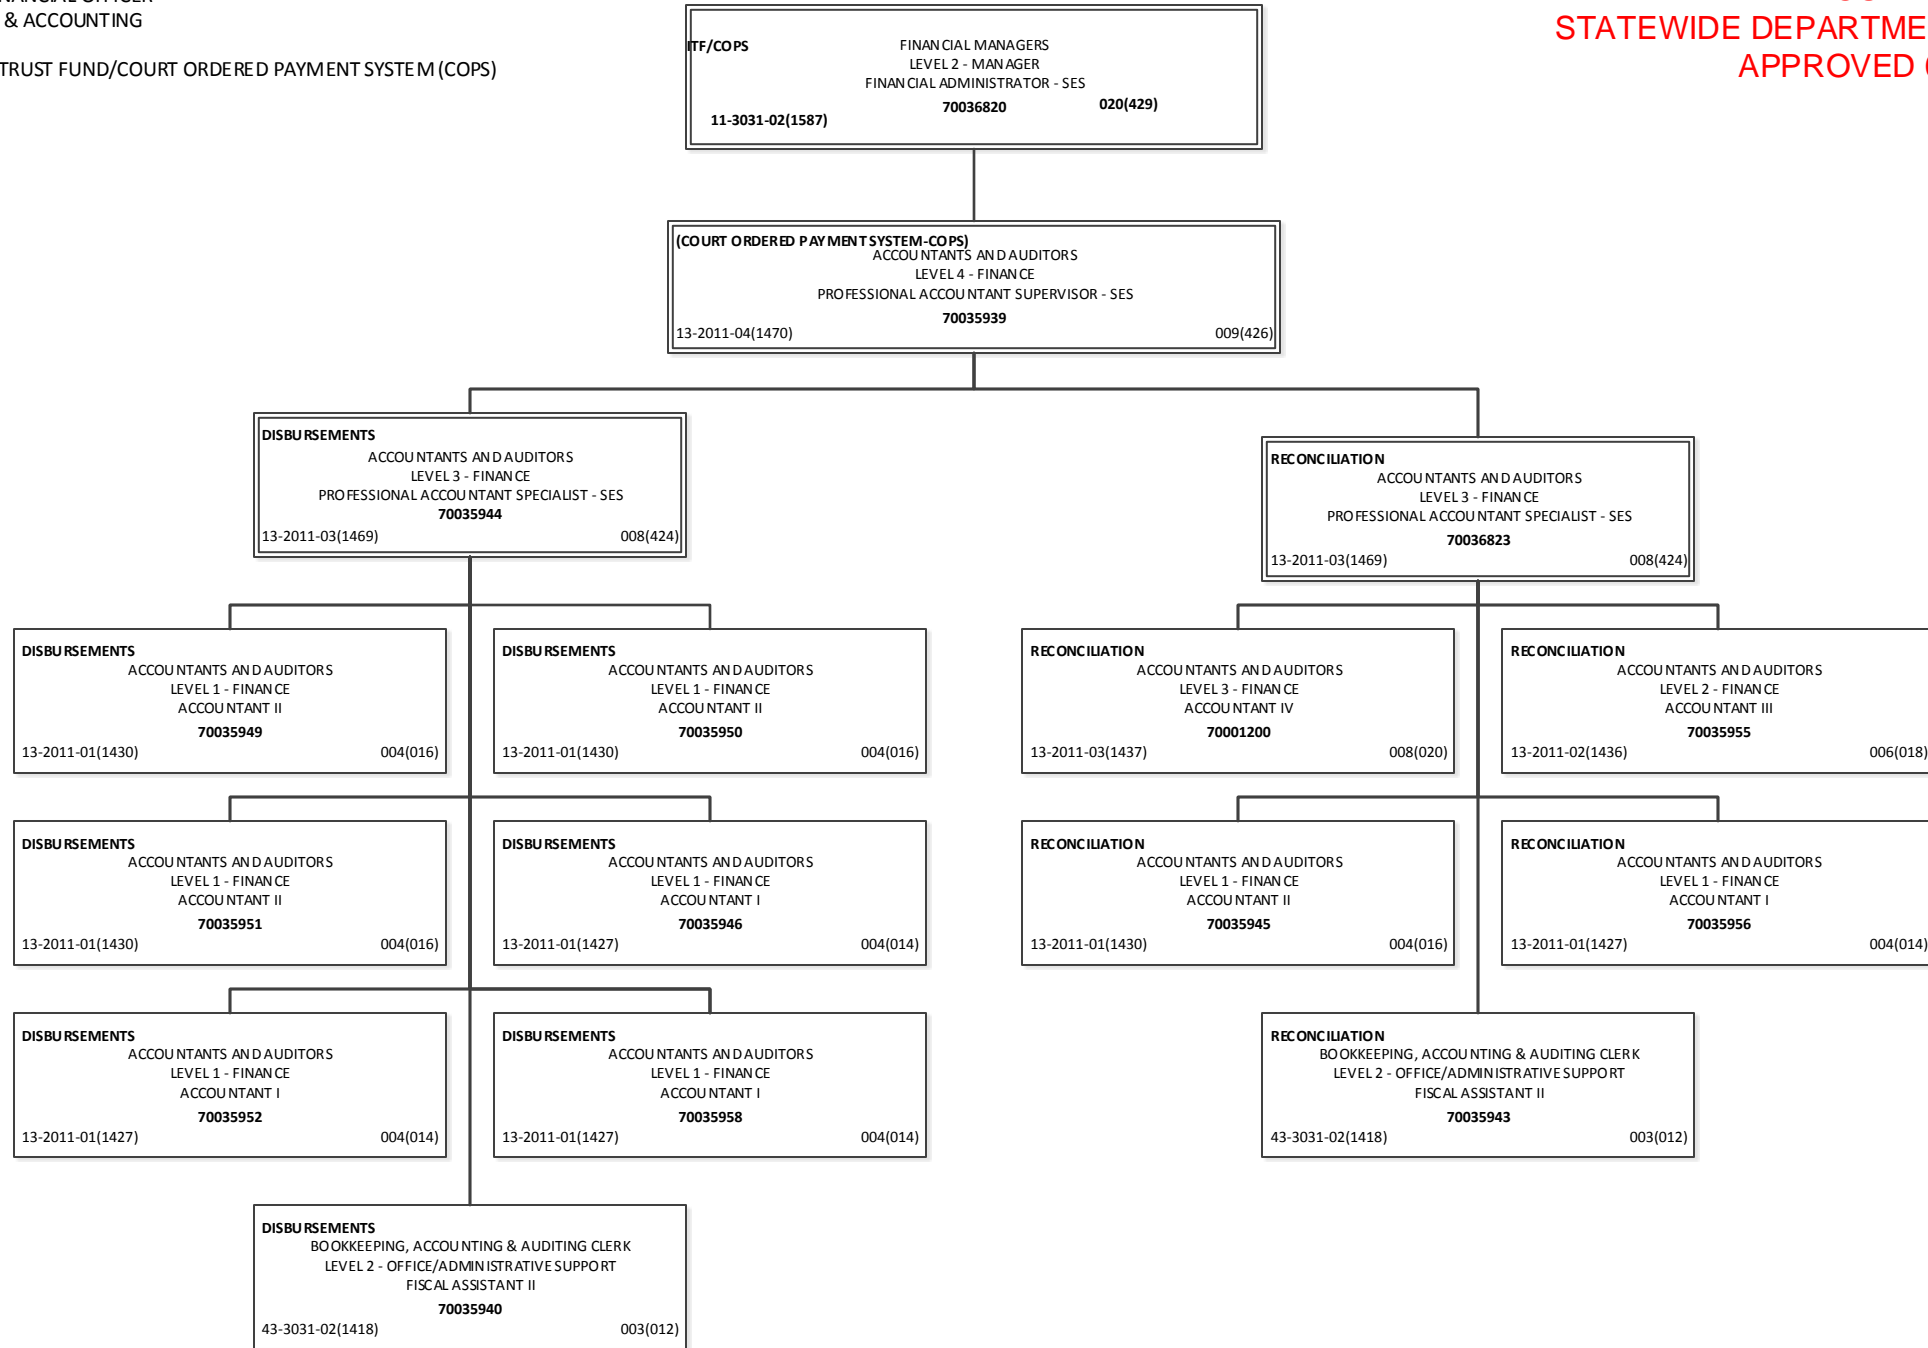 & ACCOUNTING
TRUST FUND/COURT ORDERED PAYMENT SYSTEM (COPS)
STATEWIDE
APPROVED
ITF/COPS
FINANCIAL MANAGERS
LEVEL 2 - MANAGER
FINANCIAL ADMINISTRATOR - SES
70036820
020(429)
11-3031-02(1587)
(COURT ORDERED PAYMENT SYSTEM-COPS)
ACCOUNTANTS AND AUDITORS
LEVEL 4 - FINANCE
PROFESSIONAL ACCOUNTANT SUPERVISOR - SES
70035939
13-2011-04(1470) 009(426)
DISBURSEMENTS
ACCOUNTANTS AND AUDITORS
LEVEL 3 - FINANCE
PROFESSIONAL ACCOUNTANT SPECIALIST - SES
70035944
13-2011-03(1469) 008(424)
RECONCILIATION
ACCOUNTANTS AND AUDITORS
LEVEL 3 - FINANCE
PROFESSIONAL ACCOUNTANT SPECIALIST - SES
70036823
13-2011-03(1469) 008(424)
DISBURSEMENTS
ACCOUNTANTS AND AUDITORS
LEVEL 1 - FINANCE
ACCOUNTANT II
70035949
13-2011-01(1430) 004(016)
DISBURSEMENTS
ACCOUNTANTS AND AUDITORS
LEVEL 1 - FINANCE
ACCOUNTANT II
70035950
13-2011-01(1430) 004(016)
RECONCILIATION
ACCOUNTANTS AND AUDITORS
LEVEL 3 - FINANCE
ACCOUNTANT IV
70001200
13-2011-03(1437) 008(020)
RECONCILIATION
ACCOUNTANTS AND AUDITORS
LEVEL 2 - FINANCE
ACCOUNTANT III
70035955
13-2011-02(1436) 006(018)
DISBURSEMENTS
ACCOUNTANTS AND AUDITORS
LEVEL 1 - FINANCE
ACCOUNTANT II
70035951
13-2011-01(1430) 004(016)
DISBURSEMENTS
ACCOUNTANTS AND AUDITORS
LEVEL 1 - FINANCE
ACCOUNTANT I
70035946
13-2011-01(1427) 004(014)
RECONCILIATION
ACCOUNTANTS AND AUDITORS
LEVEL 1 - FINANCE
ACCOUNTANT II
70035945
13-2011-01(1430) 004(016)
RECONCILIATION
ACCOUNTANTS AND AUDITORS
LEVEL 1 - FINANCE
ACCOUNTANT I
70035956
13-2011-01(1427) 004(014)
DISBURSEMENTS
ACCOUNTANTS AND AUDITORS
LEVEL 1 - FINANCE
ACCOUNTANT I
70035952
13-2011-01(1427) 004(014)
DISBURSEMENTS
ACCOUNTANTS AND AUDITORS
LEVEL 1 - FINANCE
ACCOUNTANT I
70035958
13-2011-01(1427) 004(014)
RECONCILIATION
BOOKKEEPING, ACCOUNTING & AUDITING CLERK
LEVEL 2 - OFFICE/ADMINISTRATIVE SUPPORT
FISCAL ASSISTANT II
70035943
43-3031-02(1418) 003(012)
DISBURSEMENTS
BOOKKEEPING, ACCOUNTING & AUDITING CLERK
LEVEL 2 - OFFICE/ADMINISTRATIVE SUPPORT
FISCAL ASSISTANT II
70035940
43-3031-02(1418) 003(012)